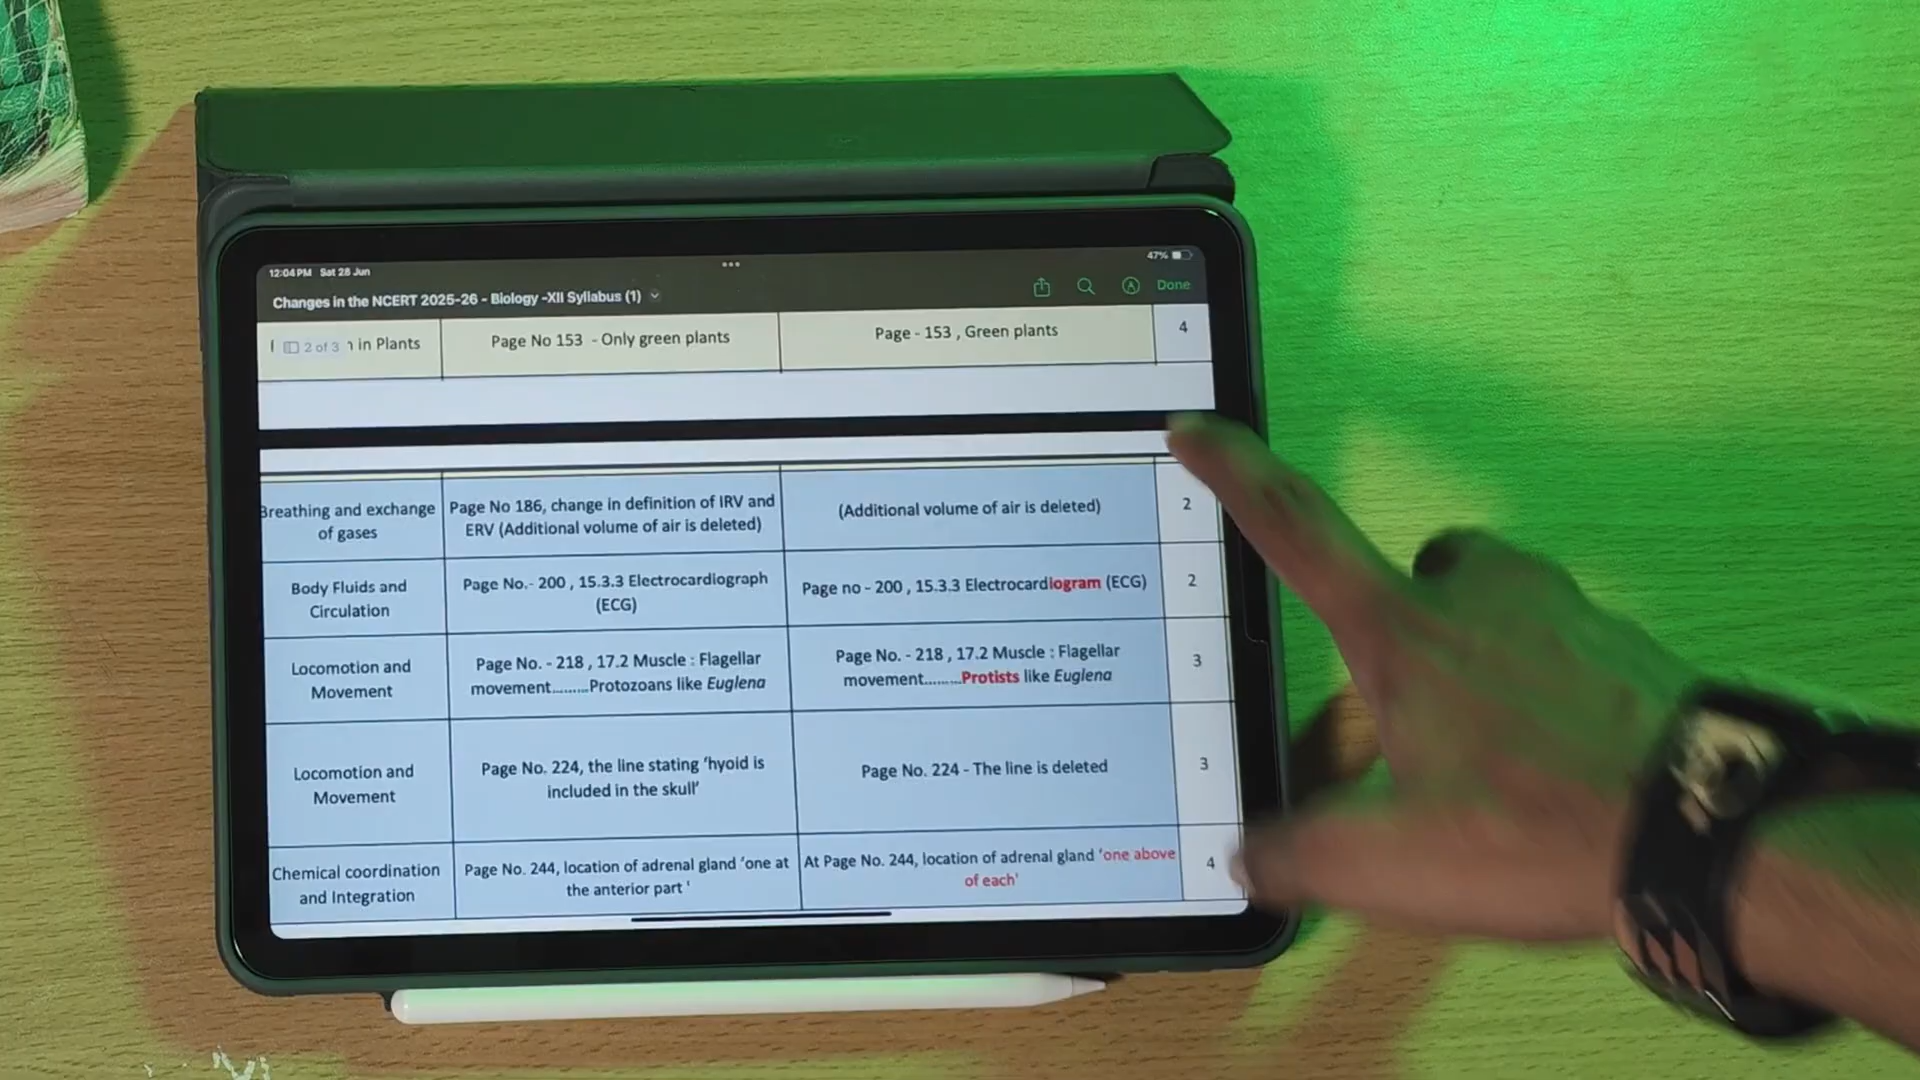 12:04 PM Sat 28 Jun
47%
Changes in the NCERT 2025-26 - Biology -XII Syllabus (1)
Done
2 of 3
in Plants
Page No 153 - Only green plants
Page - 153 , Green plants
4
Breathing and exchange
of gases
Page No 186, change in definition of IRV and
ERV (Additional volume of air is deleted)
(Additional volume of air is deleted)
2
Body Fluids and
Circulation
Page No.- 200 , 15.3.3 Electrocardiograph
(ECG)
Page no - 200 , 15.3.3 Electrocardiogram (ECG)
2
Locomotion and
Movement
Page No. - 218 , 17.2 Muscle : Flagellar
movement.........Protozoans like Euglena
Page No. - 218 , 17.2 Muscle : Flagellar
movement.........Protists like Euglena
3
Locomotion and
Movement
Page No. 224, the line stating 'hyoid is
included in the skull'
Page No. 224 - The line is deleted
3
Chemical coordination
and Integration
Page No. 244, location of adrenal gland 'one at
the anterior part '
At Page No. 244, location of adrenal gland 'one above
of each'
4